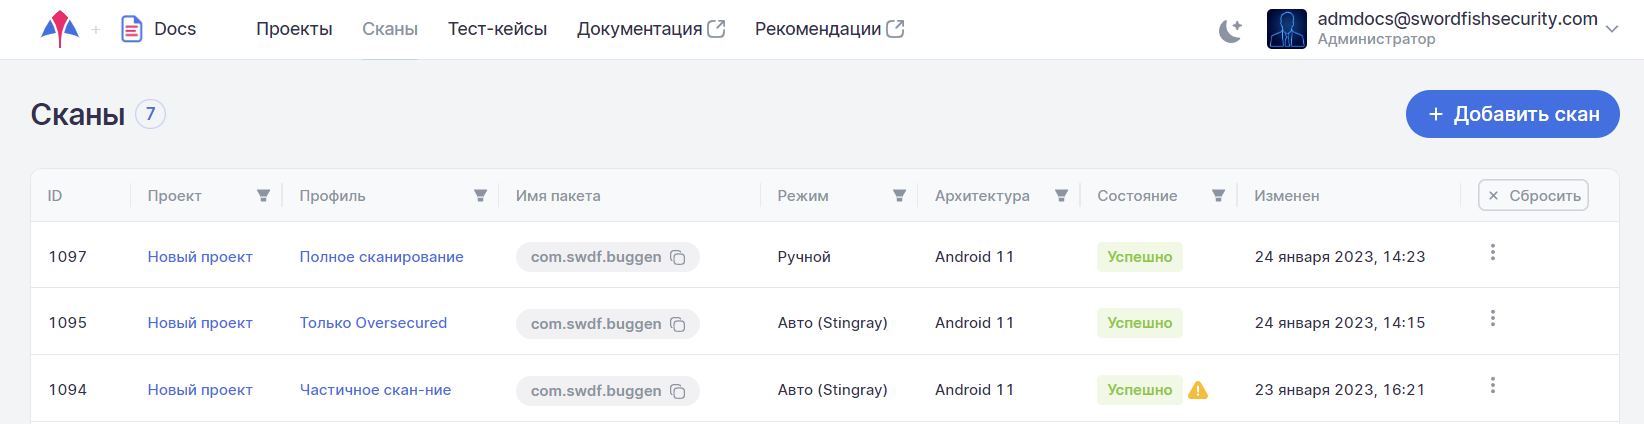 Docs Проекты Сканы Тест-кейсы Документация Рекомендации admdocs@swordfishsecurity.com
Администратор
Сканы 7 + Добавить скан
ID Проект Профиль Имя пакета Режим Архитектура Состояние Изменен × Сбросить
1097 Новый проект Полное сканирование com.swdf.buggen Ручной Android 11 Успешно 24 января 2023, 14:23
1095 Новый проект Только Oversecured com.swdf.buggen Авто (Stingray) Android 11 Успешно 24 января 2023, 14:15
1094 Новый проект Частичное скан-ние com.swdf.buggen Авто (Stingray) Android 11 Успешно 23 января 2023, 16:21